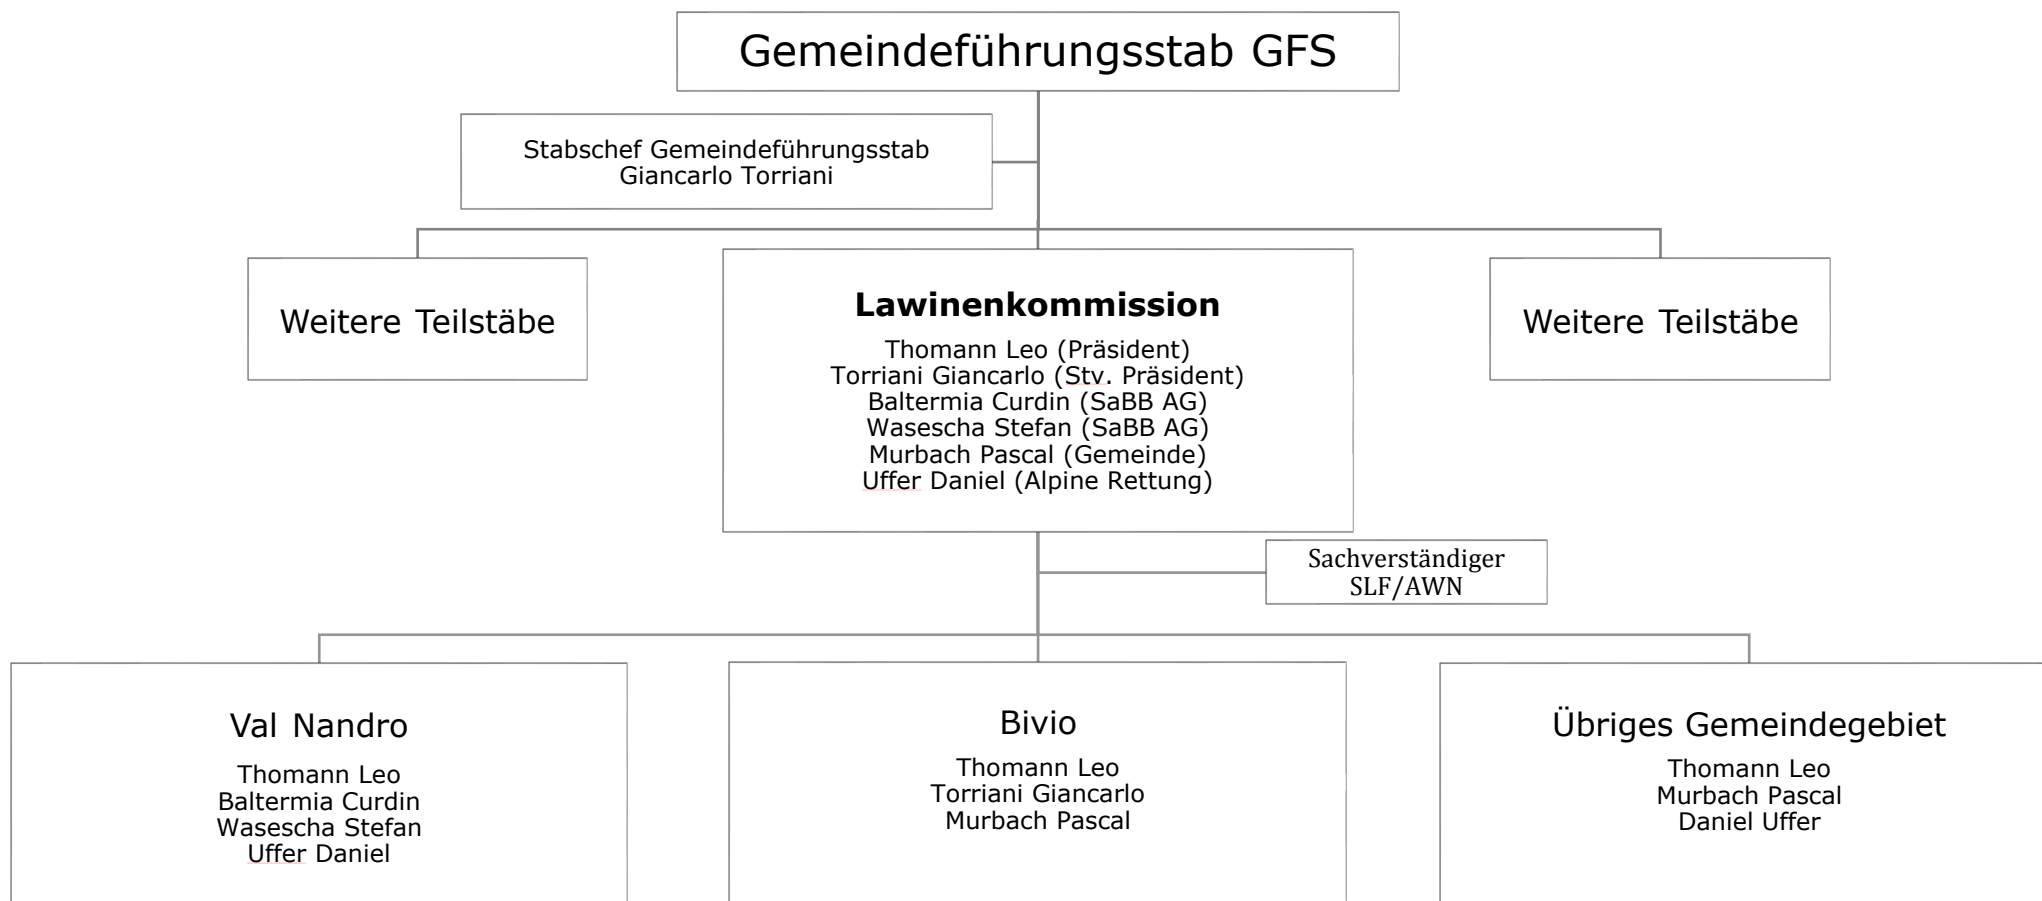 Gemeindeführungsstab GFS
Stabschef Gemeindeführungsstab
Giancarlo Torriani
Weitere Teilstäbe
Lawinenkommission
Thomann Leo (Präsident)
Torriani Giancarlo (Stv. Präsident)
Baltermia Curdin (SaBB AG)
Wasescha Stefan (SaBB AG)
Murbach Pascal (Gemeinde)
Uffer Daniel (Alpine Rettung)
Weitere Teilstäbe
Sachverständiger
SLF/AWN
Val Nandro
Thomann Leo
Baltermia Curdin
Wasescha Stefan
Uffer Daniel
Bivio
Thomann Leo
Torriani Giancarlo
Murbach Pascal
Übriges Gemeindegebiet
Thomann Leo
Murbach Pascal
Daniel Uffer